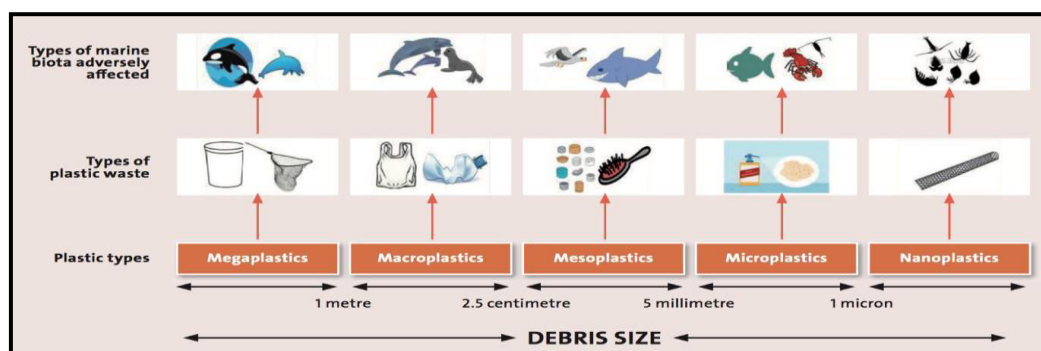 Types of marine
biota adversely
affected
Types of
plastic waste
Plastic types
Megaplastics
Macroplastics
Mesoplastics
Microplastics
Nanoplastics
1 metre
2.5 centimetre
5 millimetre
1 micron
DEBRIS SIZE